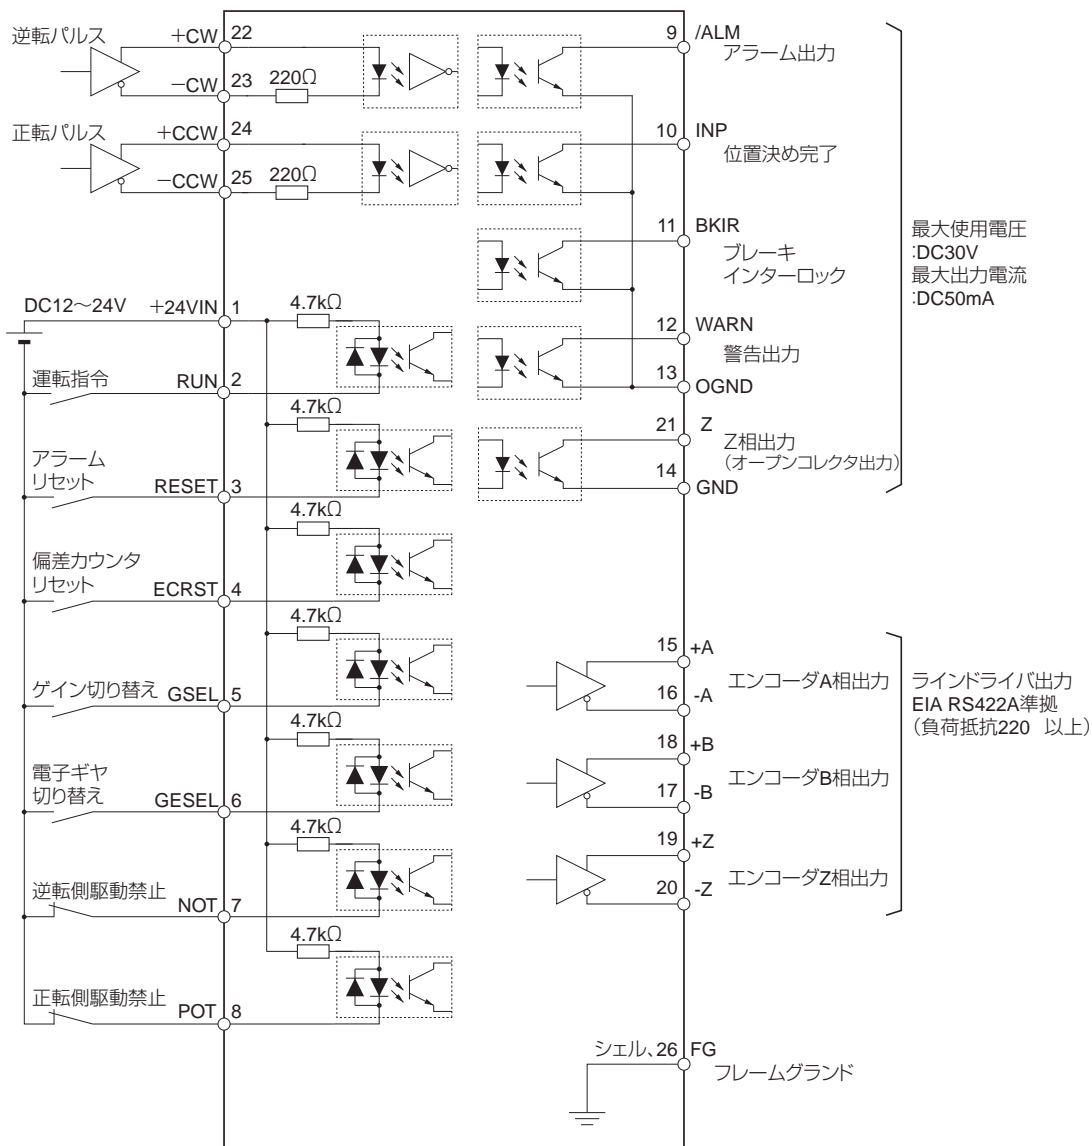 逆転パルス
+CW 22
−CW 23 220Ω
正転パルス
+CCW 24
−CCW 25 220Ω
DC12〜24V +24VIN 1 4.7kΩ
運転指令 RUN 2
4.7kΩ
アラーム
リセット RESET 3
4.7kΩ
偏差カウンタ
リセット ECRST 4
4.7kΩ
ゲイン切り替え GSEL 5
4.7kΩ
電子ギヤ
切り替え GESEL 6
4.7kΩ
逆転側駆動禁止 NOT 7
4.7kΩ
正転側駆動禁止 POT 8
9 /ALM
アラーム出力
10 INP
位置決め完了
11 BKIR
ブレーキ
インターロック
12 WARN
警告出力
13 OGND
21 Z
Z相出力
(オープンコレクタ出力)
14 GND
最大使用電圧
:DC30V
最大出力電流
:DC50mA
15 +A
エンコーダA相出力
16 -A
18 +B
エンコーダB相出力
17 -B
19 +Z
エンコーダZ相出力
20 -Z
ラインドライバ出力
EIA RS422A準拠
(負荷抵抗220 以上)
シェル、26 FG
フレームグランド